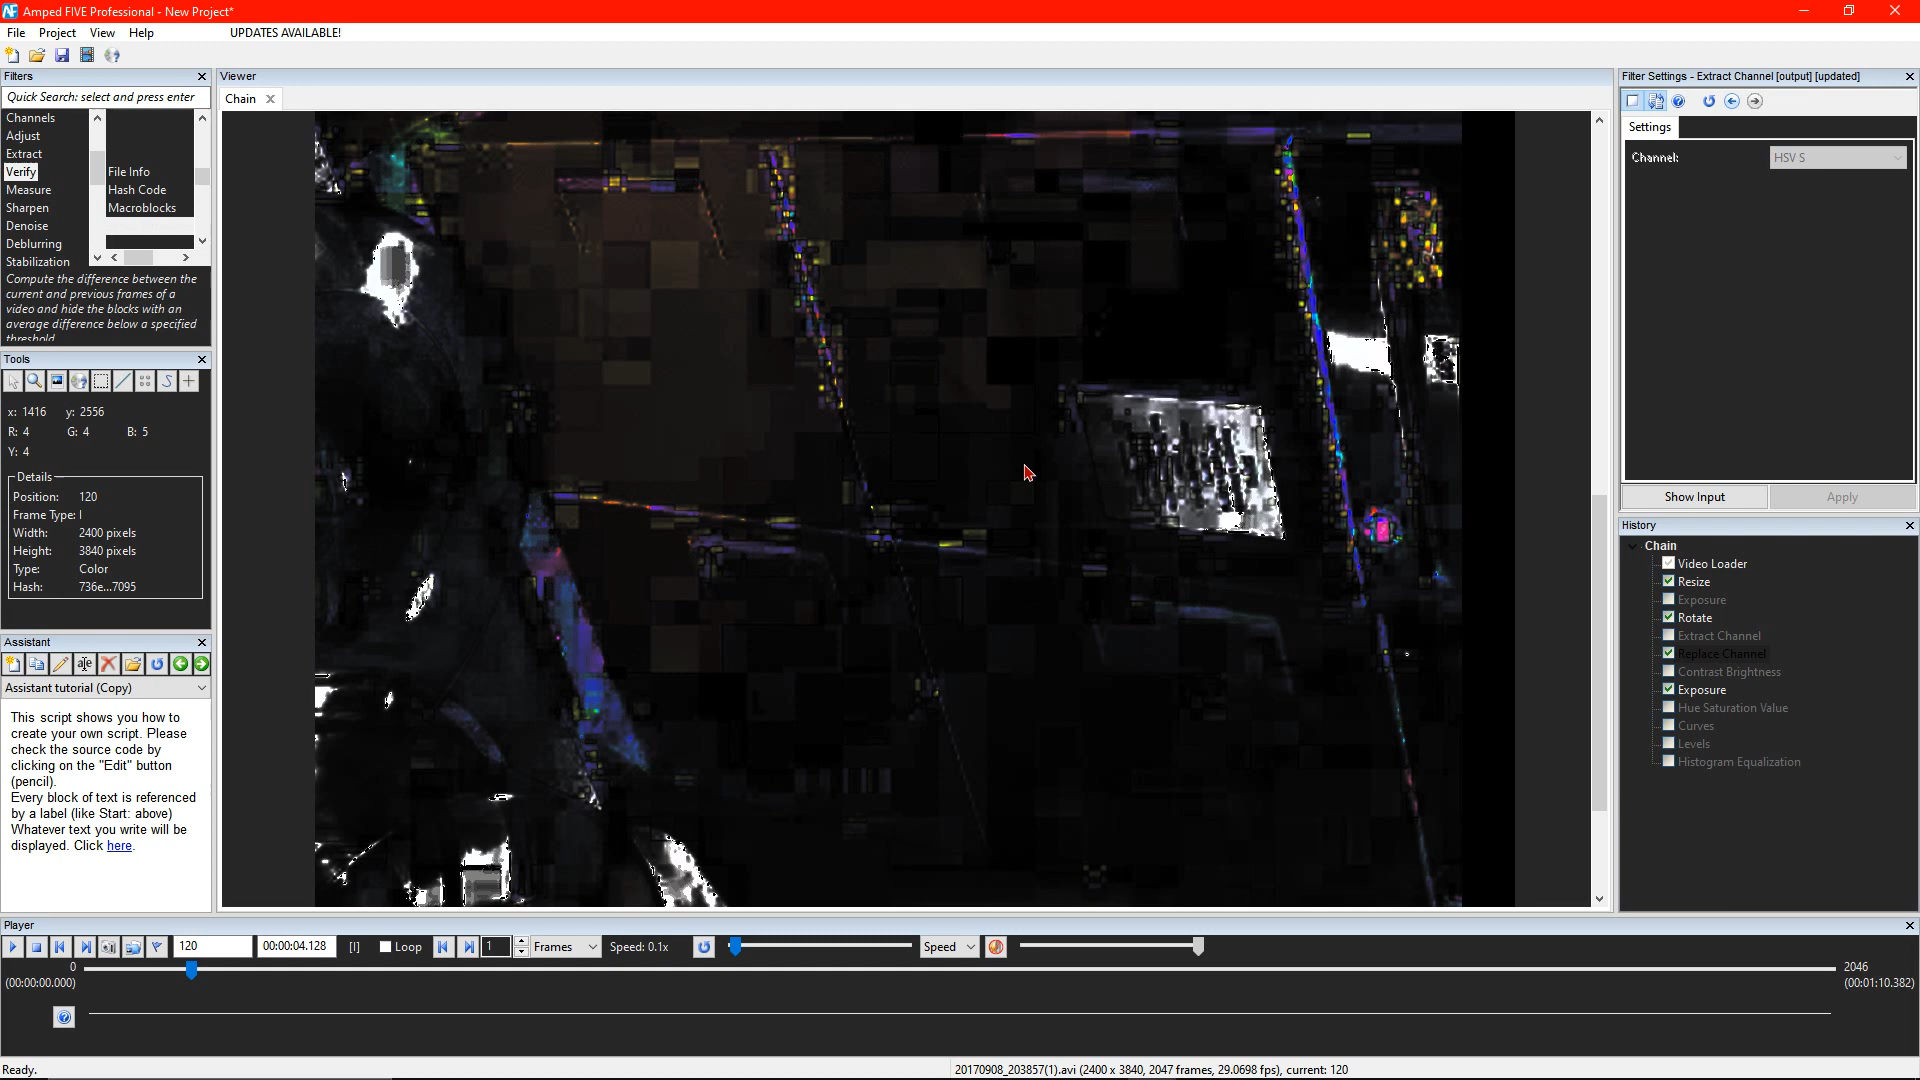 Amped FIVE Professional - New Project*
File Project View Help UPDATES AVAILABLE!
Filters
Quick Search: select and press enter
Channels
Adjust
Extract
Verify
Measure
Sharpen
Denoise
Deblurring
Stabilization
File Info
Hash Code
Macroblocks
Compute the difference between the
current and previous frames of a
video and hide the blocks with an
average difference below a specified
threshold
Tools
x: 1416 y: 2556
R: 4 G: 4 B: 5
Y: 4
Details
Position: 120
Frame Type: I
Width: 2400 pixels
Height: 3840 pixels
Type: Color
Hash: 736e...7095
Assistant
Assistant tutorial (Copy)
This script shows you how to
create your own script. Please
check the source code by
clicking on the "Edit" button
(pencil).
Every block of text is referenced
by a label (like Start: above)
Whatever text you write will be
displayed. Click here.
Viewer
Chain
Filter Settings - Extract Channel [output] [updated]
Settings
Channel: HSV S
Show Input Apply
History
Chain
Video Loader
Resize
Exposure
Rotate
Extract Channel
Replace Channel
Contrast Brightness
Exposure
Hue Saturation Value
Curves
Levels
Histogram Equalization
Player
120 00:00:04.128 [I] Loop 1 Frames Speed: 0.1x Speed
0 2046
(00:00:00.000) (00:01:10.382)
Ready. 20170908_203857(1).avi (2400 x 3840, 2047 frames, 29.0698 fps), current: 120